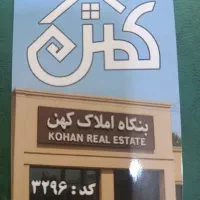 کهن
بنگاه املاک کهن
KOHAN REAL ESTATE
کد : ۳۲۹۶